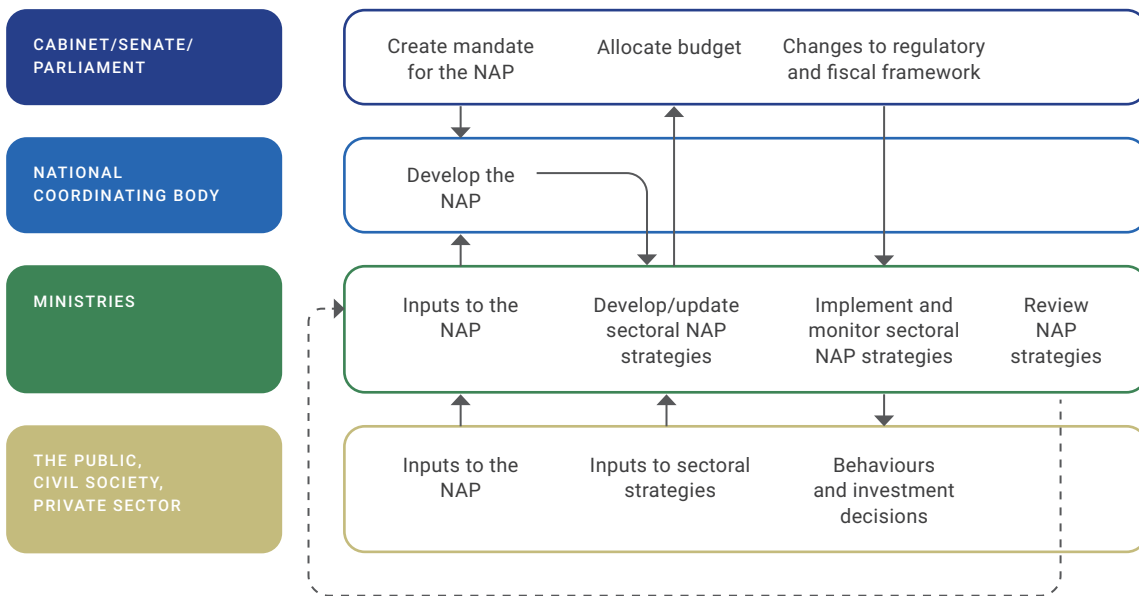 CABINET/SENATE/
PARLIAMENT
Create mandate
for the NAP
Allocate budget
Changes to regulatory
and fiscal framework
NATIONAL
COORDINATING BODY
Develop the
NAP
MINISTRIES
Inputs to the
NAP
Develop/update
sectoral NAP
strategies
Implement and
monitor sectoral
NAP strategies
Review
NAP
strategies
THE PUBLIC,
CIVIL SOCIETY,
PRIVATE SECTOR
Inputs to the
NAP
Inputs to sectoral
strategies
Behaviours
and investment
decisions